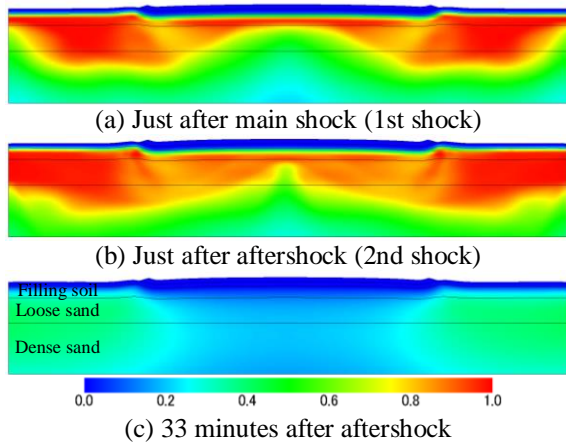 (a) Just after main shock (1st shock)
(b) Just after aftershock (2nd shock)
Filling soil
Loose sand
Dense sand
0.0 0.2 0.4 0.6 0.8 1.0
(c) 33 minutes after aftershock